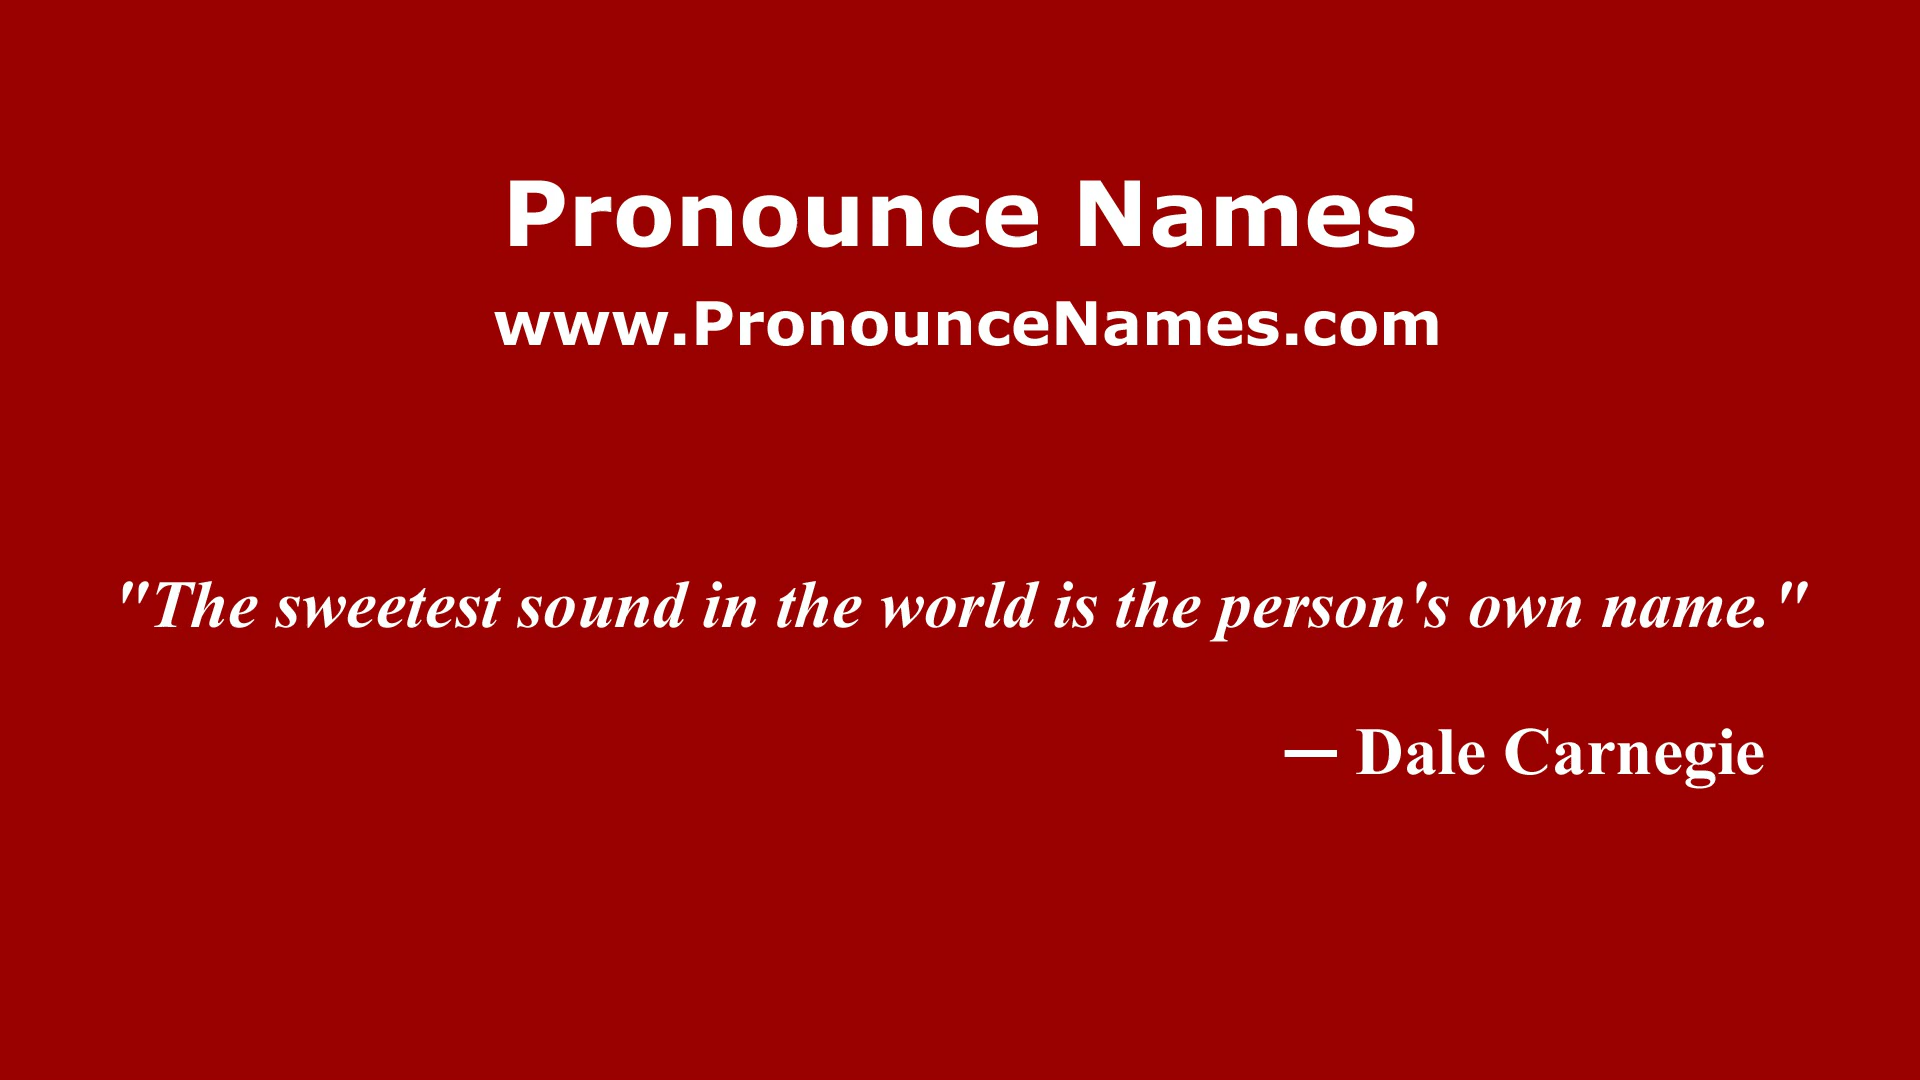 Pronounce Names
www.PronounceNames.com
"The sweetest sound in the world is the person's own name."
— Dale Carnegie